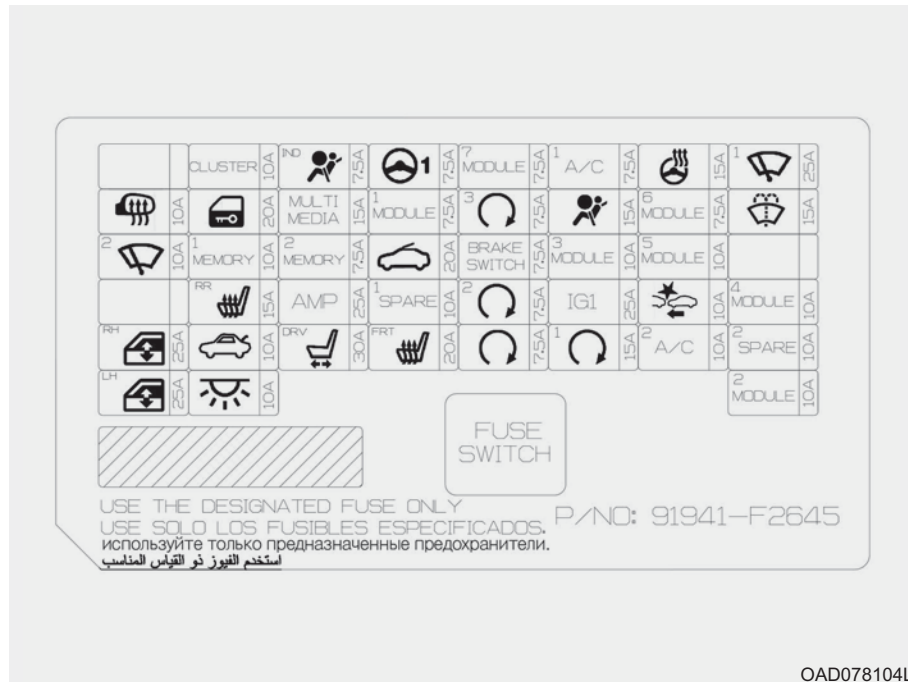 CLUSTER 10A IND 7.5A 1 7.5A 7 MODULE 7.5A 1 A/C 7.5A 15A 1 25A
10A 20A MULTI MEDIA 15A 1 MODULE 7.5A 3 7.5A 15A 6 MODULE 7.5A 15A
2 10A 1 MEMORY 10A 2 MEMORY 7.5A 20A BRAKE SWITCH 7.5A 3 MODULE 10A 5 MODULE 10A
RR 15A AMP 25A 1 SPARE 10A 2 7.5A IG1 25A 10A 4 MODULE 10A
RH 25A 10A DRV 30A FRT 20A 7.5A 1 15A 2 A/C 10A 2 SPARE 10A
LH 25A 10A 2 MODULE 10A
FUSE
SWITCH
USE THE DESIGNATED FUSE ONLY
USE SOLO LOS FUSIBLES ESPECIFICADOS.
P/NO: 91941-F2645
используйте только предназначенные предохранители.
استخدم الفيوز ذو القياس المناسب
OAD078104L